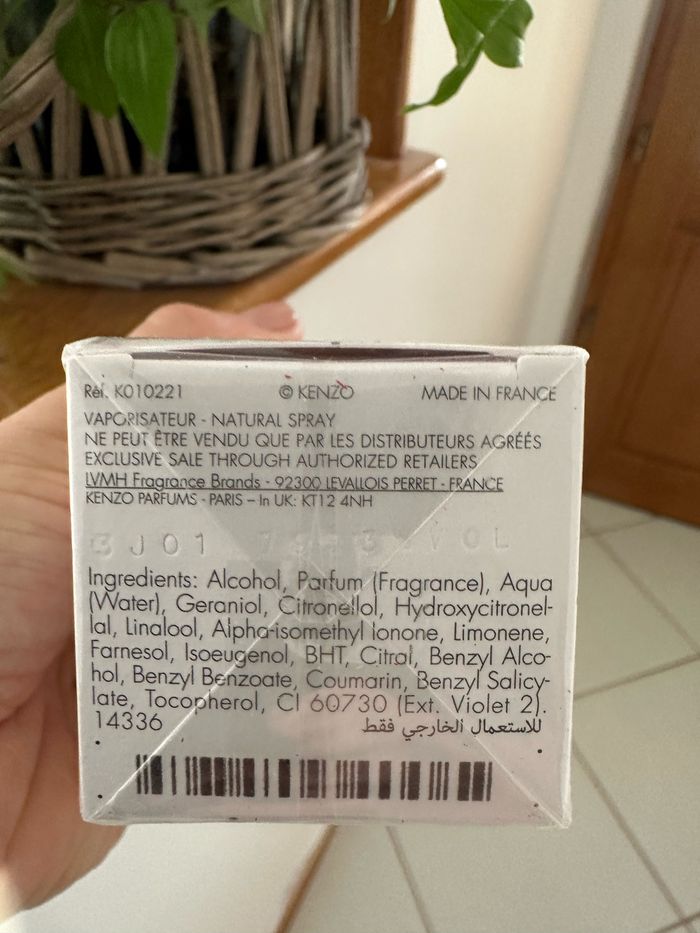 Réf. K010221 © KENZO MADE IN FRANCE
VAPORISATEUR - NATURAL SPRAY
NE PEUT ÊTRE VENDU QUE PAR LES DISTRIBUTEURS AGRÉÉS
EXCLUSIVE SALE THROUGH AUTHORIZED RETAILERS
LVMH Fragrance Brands - 92300 LEVALLOIS PERRET - FRANCE
KENZO PARFUMS - PARIS – In UK: KT12 4NH
Ingredients: Alcohol, Parfum (Fragrance), Aqua
(Water), Geraniol, Citronellol, Hydroxycitronel-
lal, Linalool, Alpha-isomethyl Ionone, Limonene,
Farnesol, Isoeugenol, BHT, Citral, Benzyl Alco-
hol, Benzyl Benzoate, Coumarin, Benzyl Salicy-
late, Tocopherol, CI 60730 (Ext. Violet 2).
14336 للاستعمال الخارجي فقط